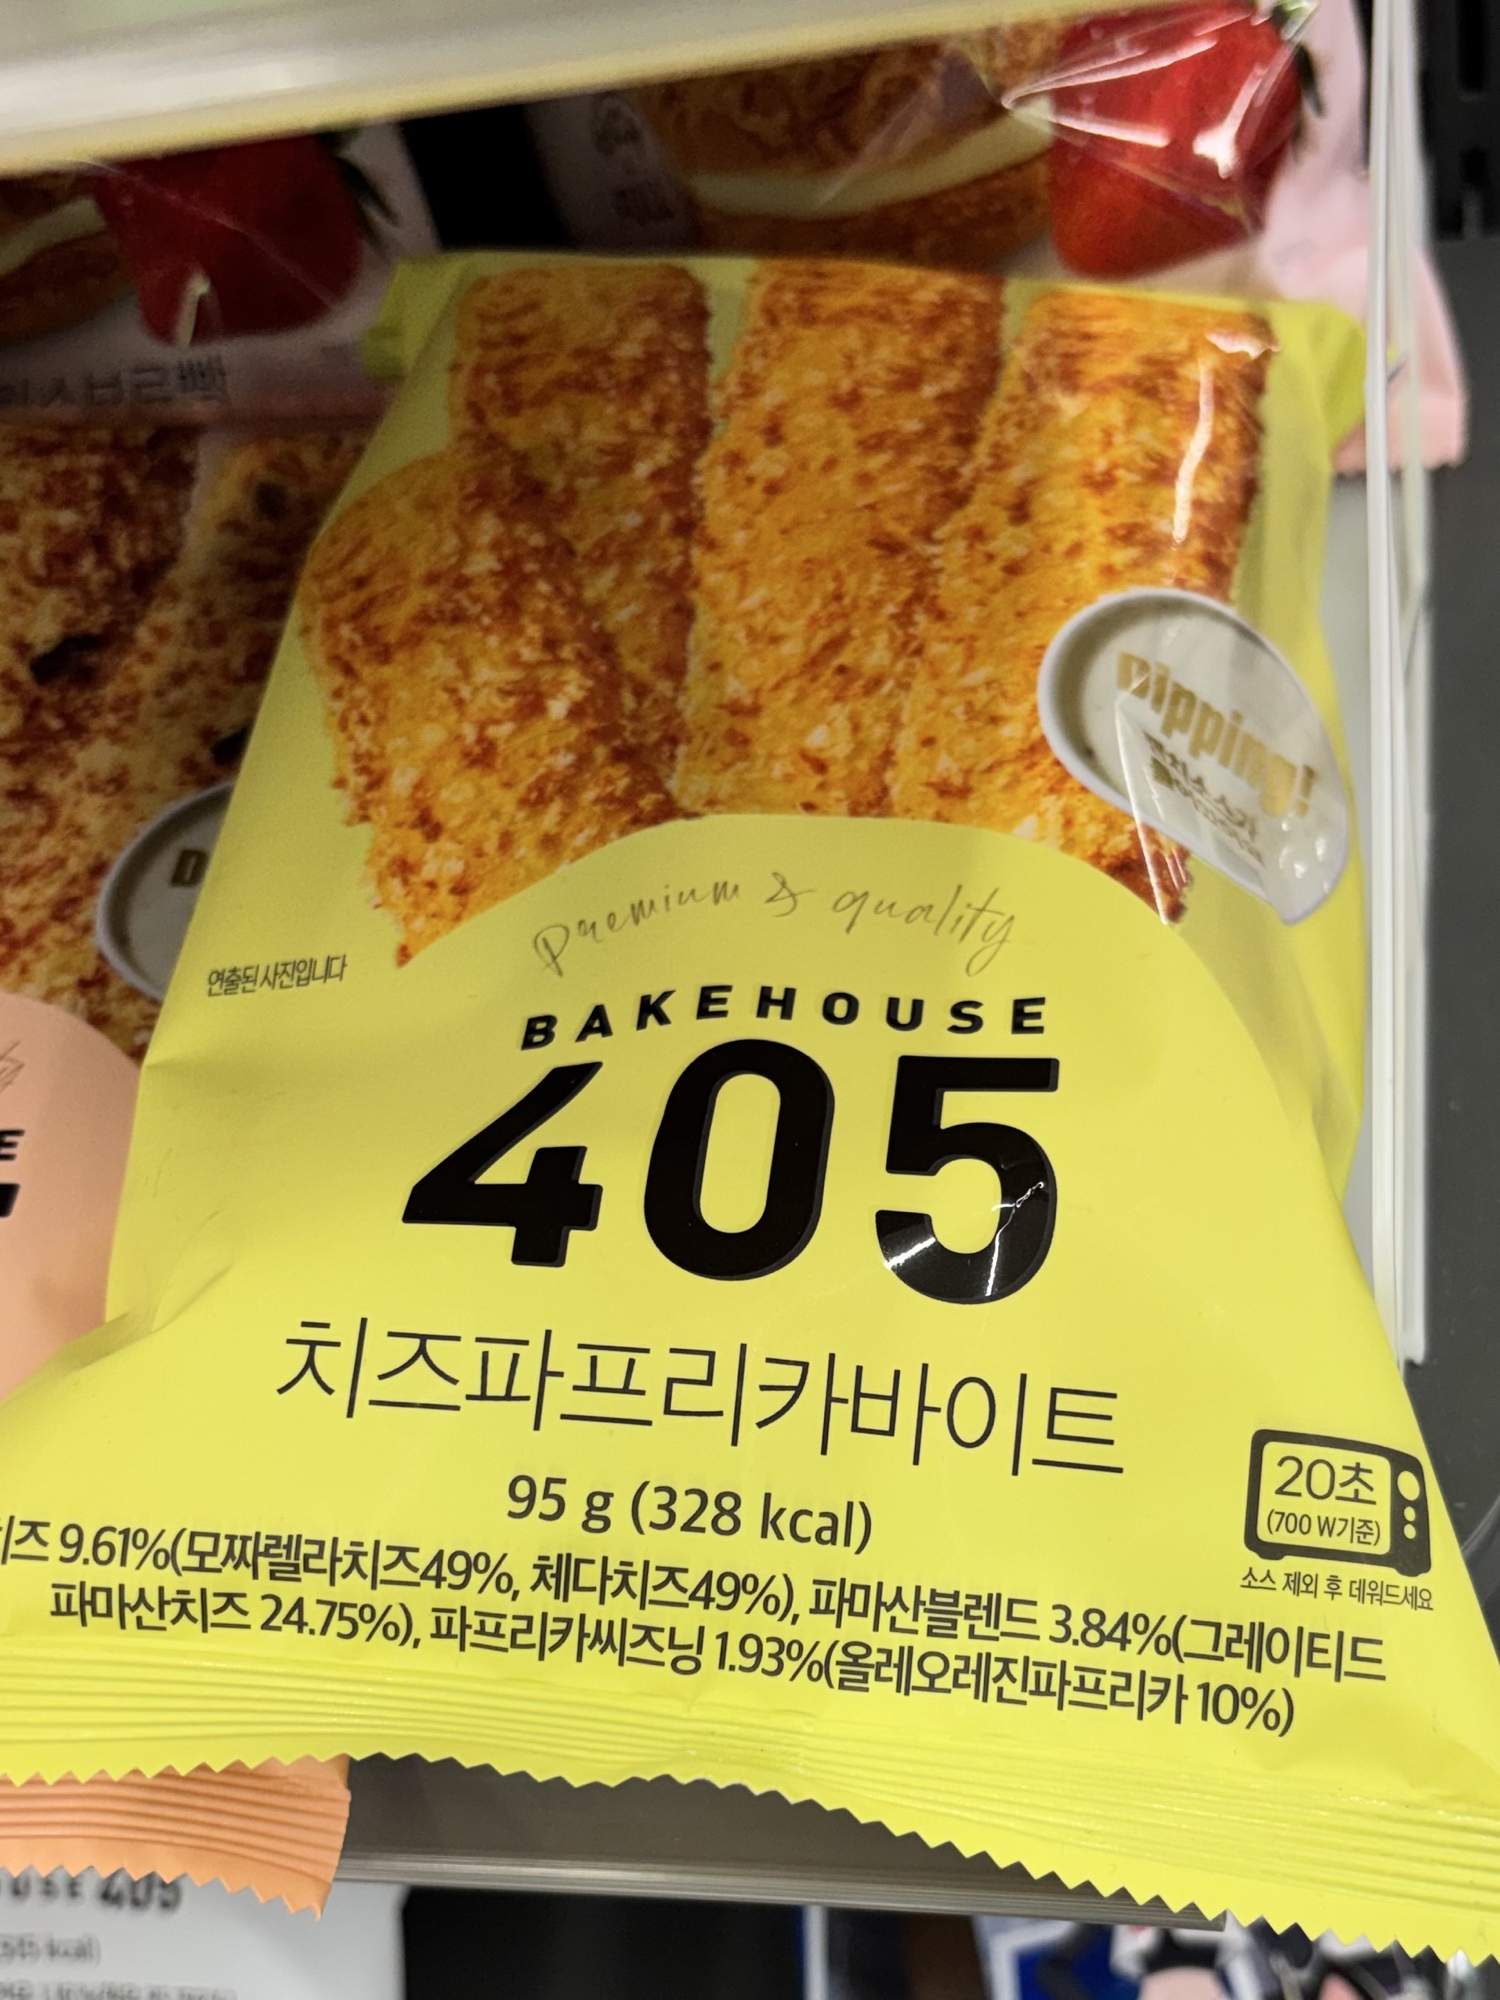 Dipping!
연출된 사진입니다
premium & quality
BAKEHOUSE
405
치즈파프리카바이트
95 g (328 kcal)
20초
(700 W기준)
소스 제외 후 데워드세요
치즈 9.61%(모짜렐라치즈49%, 체다치즈49%), 파마산블렌드 3.84%(그레이티드
파마산치즈 24.75%), 파프리카씨즈닝 1.93%(올레오레진파프리카 10%)
405